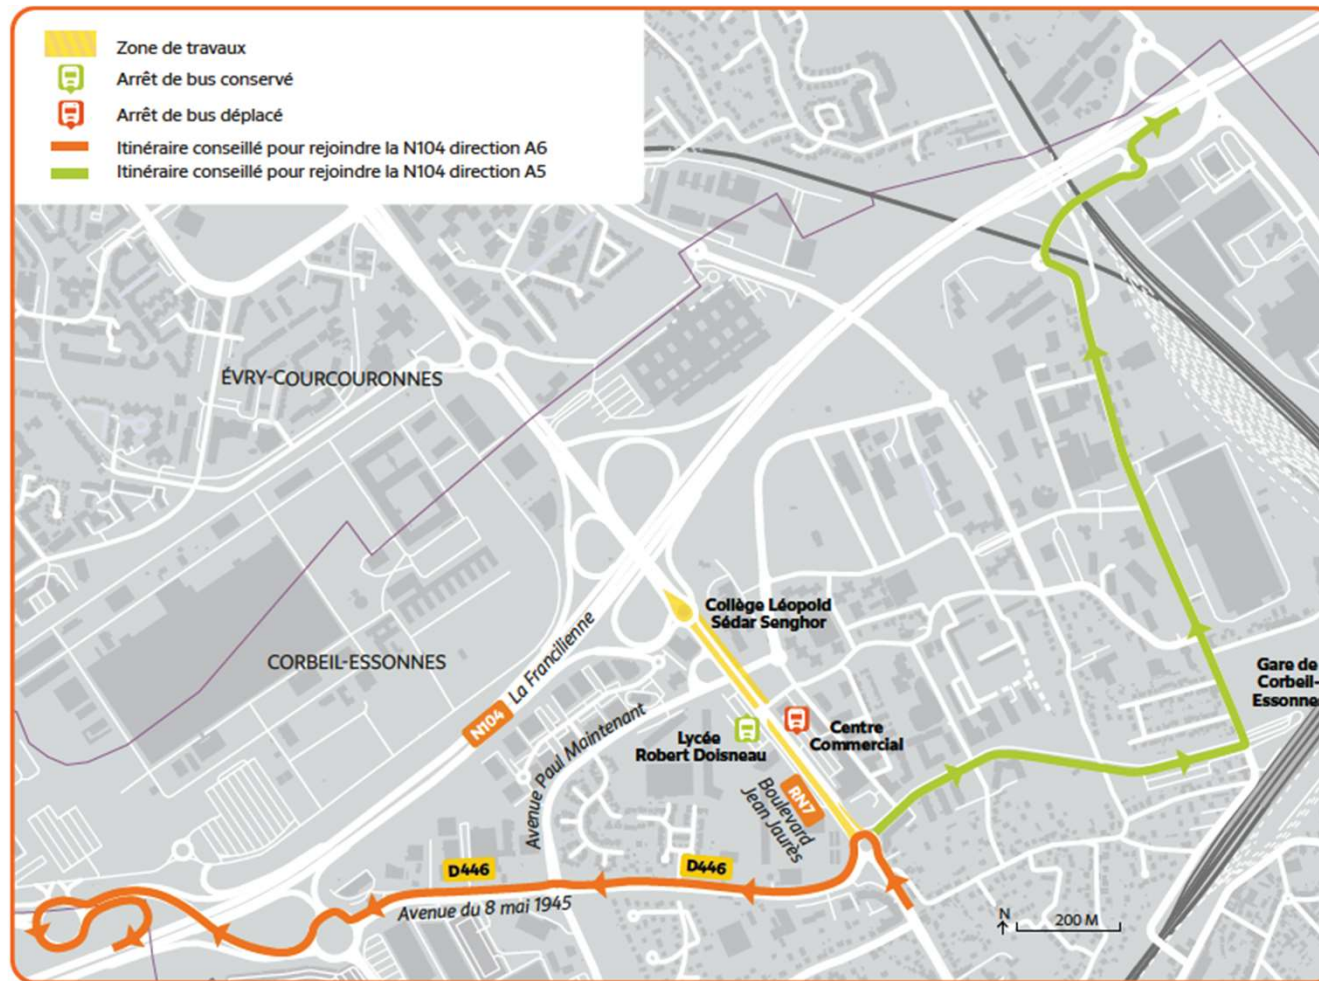 Zone de travaux
Arrêt de bus conservé
Arrêt de bus déplacé
Itinéraire conseillé pour rejoindre la N104 direction A6
Itinéraire conseillé pour rejoindre la N104 direction A5
ÉVRY-COURCOURONNES
CORBEIL-ESSONNES
N104 La Francilienne
Collège Léopold
Sédar Senghor
Avenue Paul Maintenant
Lycée
Robert Doisneau
Centre
Commercial
Gare de
Corbeil-
Essonne
RN7
Boulevard
Jean Jaurès
D446
D446
Avenue du 8 mai 1945
N
200 M